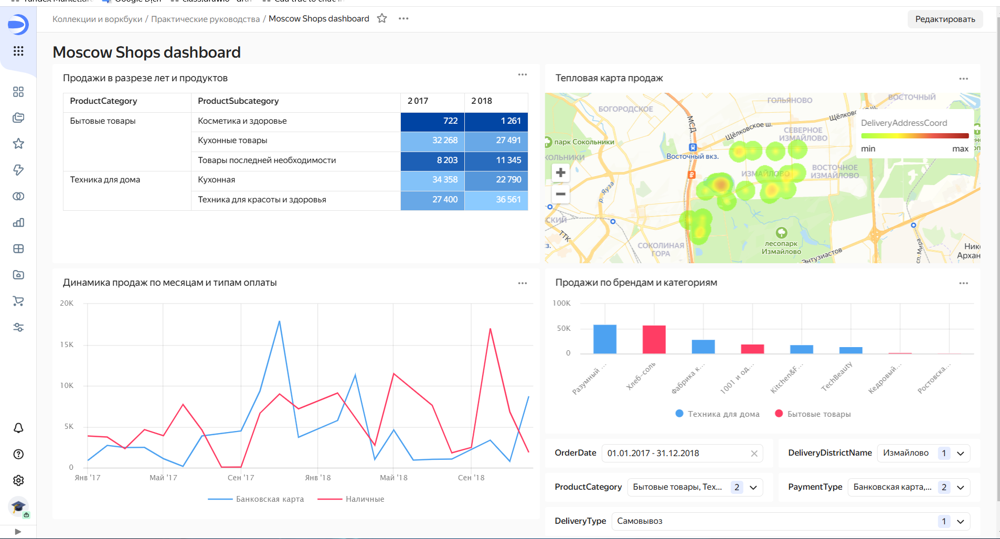 Коллекции и воркбуки / Практические руководства / Moscow Shops dashboard
Редактировать
Moscow Shops dashboard
Продажи в разрезе лет и продуктов
ProductCategory ProductSubcategory 2 017 2 018
Бытовые товары Косметика и здоровье 722 1 261
Кухонные товары 32 268 27 491
Товары последней необходимости 8 203 11 345
Техника для дома Кухонная 34 358 22 790
Техника для красоты и здоровья 27 400 36 561
Тепловая карта продаж
ГОЛЬЯНОВО
ВОСТОЧНЫЙ
БОГОРОДСКОЕ
МСД
Щёлковское ш.
СЕВЕРНОЕ
ИЗМАЙЛОВО
DeliveryAddressCoord
min max
парк Сокольники
Восточный вкз.
ИЗМАЙЛОВО
ВОСТОЧНОЕ
ИЗМАЙЛОВО
р. Яуза
ТТК
СОКОЛИНАЯ
ГОРА
лесопарк
Измайлово
Энтузиастов
Динамика продаж по месяцам и типам оплаты
20K
15K
10K
5K
0
Янв '17 Май '17 Сен '17 Янв '18 Май '18 Сен '18
Банковская карта Наличные
Продажи по брендам и категориям
100K
50K
0
Разумный ...
Хлеб-соль
Фабрика к...
1001 и од...
Kitchen&F...
TechBeauty
Кедровый...
Ростовска...
Техника для дома Бытовые товары
OrderDate 01.01.2017 - 31.12.2018
DeliveryDistrictName Измайлово 1
ProductCategory Бытовые товары, Тех... 2
PaymentType Банковская карта,... 2
DeliveryType Самовывоз 1